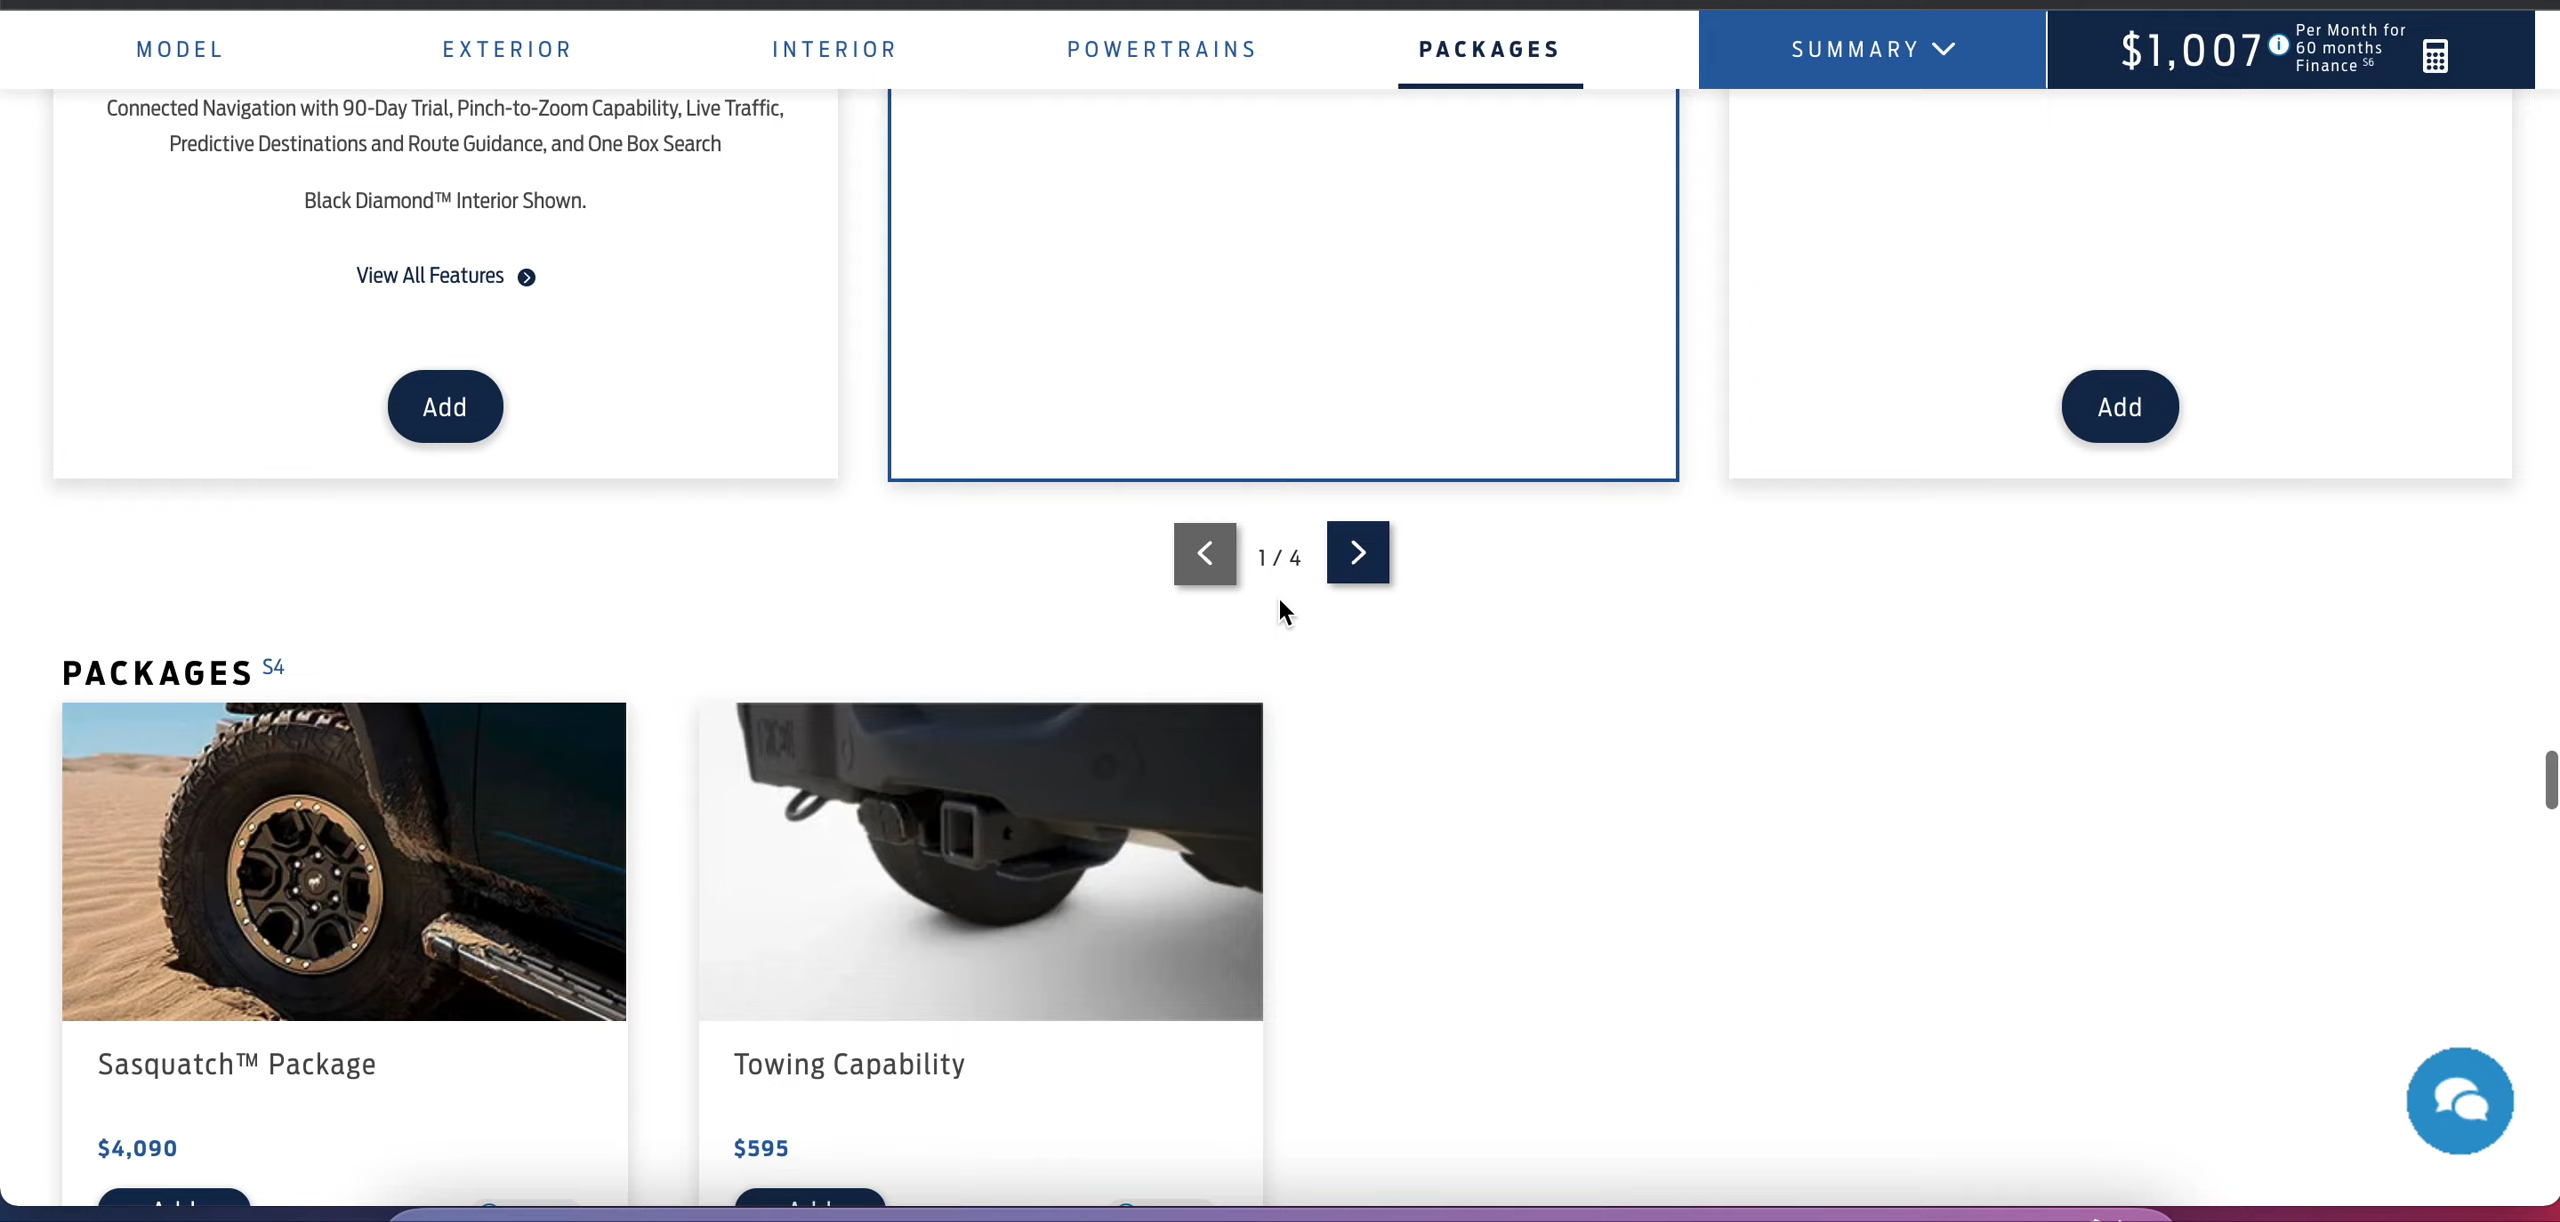 MODEL
EXTERIOR
INTERIOR
POWERTRAINS
PACKAGES
SUMMARY
$1,007
Per Month for
60 months
Finance S6
Connected Navigation with 90-Day Trial, Pinch-to-Zoom Capability, Live Traffic,
Predictive Destinations and Route Guidance, and One Box Search
Black Diamond™ Interior Shown.
View All Features
Add
Add
1 / 4
PACKAGES S4
Sasquatch™ Package
Towing Capability
$4,090
$595